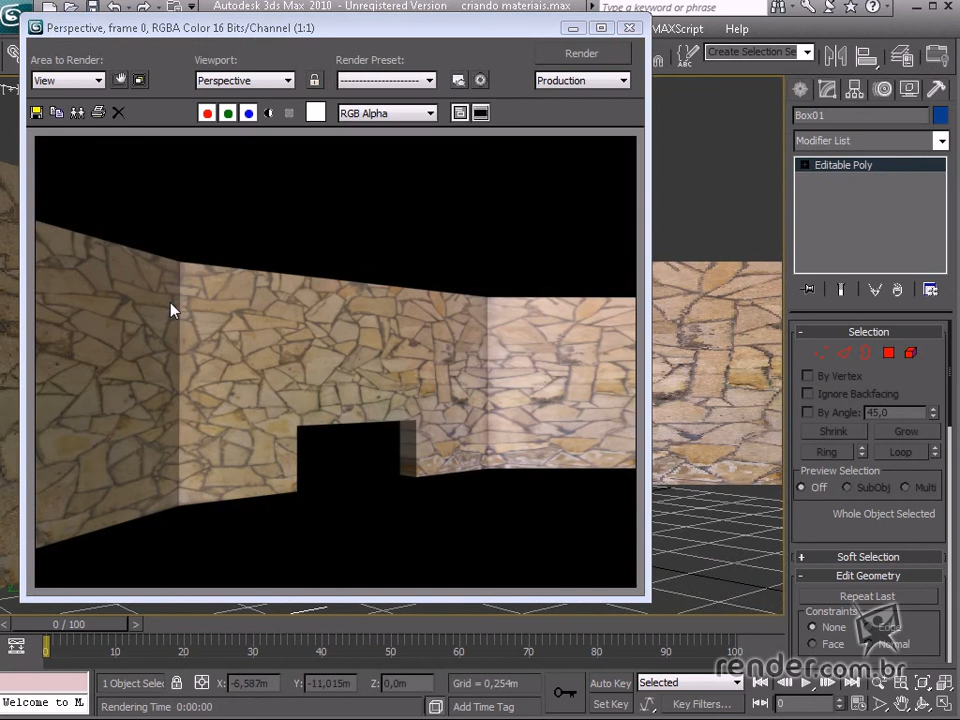 Autodesk 3ds Max 2010 - Unregistered Version criando materiais.max
Type a keyword or phrase
Perspective, frame 0, RGBA Color 16 Bits/Channel (1:1)
MAXScript Help
Area to Render:
Viewport:
Render Preset:
Render
View
Perspective
--------------------
Production
RGB Alpha
ABC
Create Selection Se
Box01
Modifier List
Editable Poly
Selection
By Vertex
Ignore Backfacing
By Angle: 45,0
Shrink
Grow
Ring
Loop
Preview Selection
Off
SubObj
Multi
Whole Object Selected
Soft Selection
Edit Geometry
Repeat Last
Constraints
None
Edge
Face
Normal
0 / 100
0 10 20 30 40 50 60 70 80 90 100
render.com.br
1 Object Selec
X: -6,587m
Y: -11,015m
Z: 0,0m
Grid = 0,254m
Auto Key
Selected
Welcome to M
Rendering Time 0:00:00
Add Time Tag
Set Key
Key Filters...
0